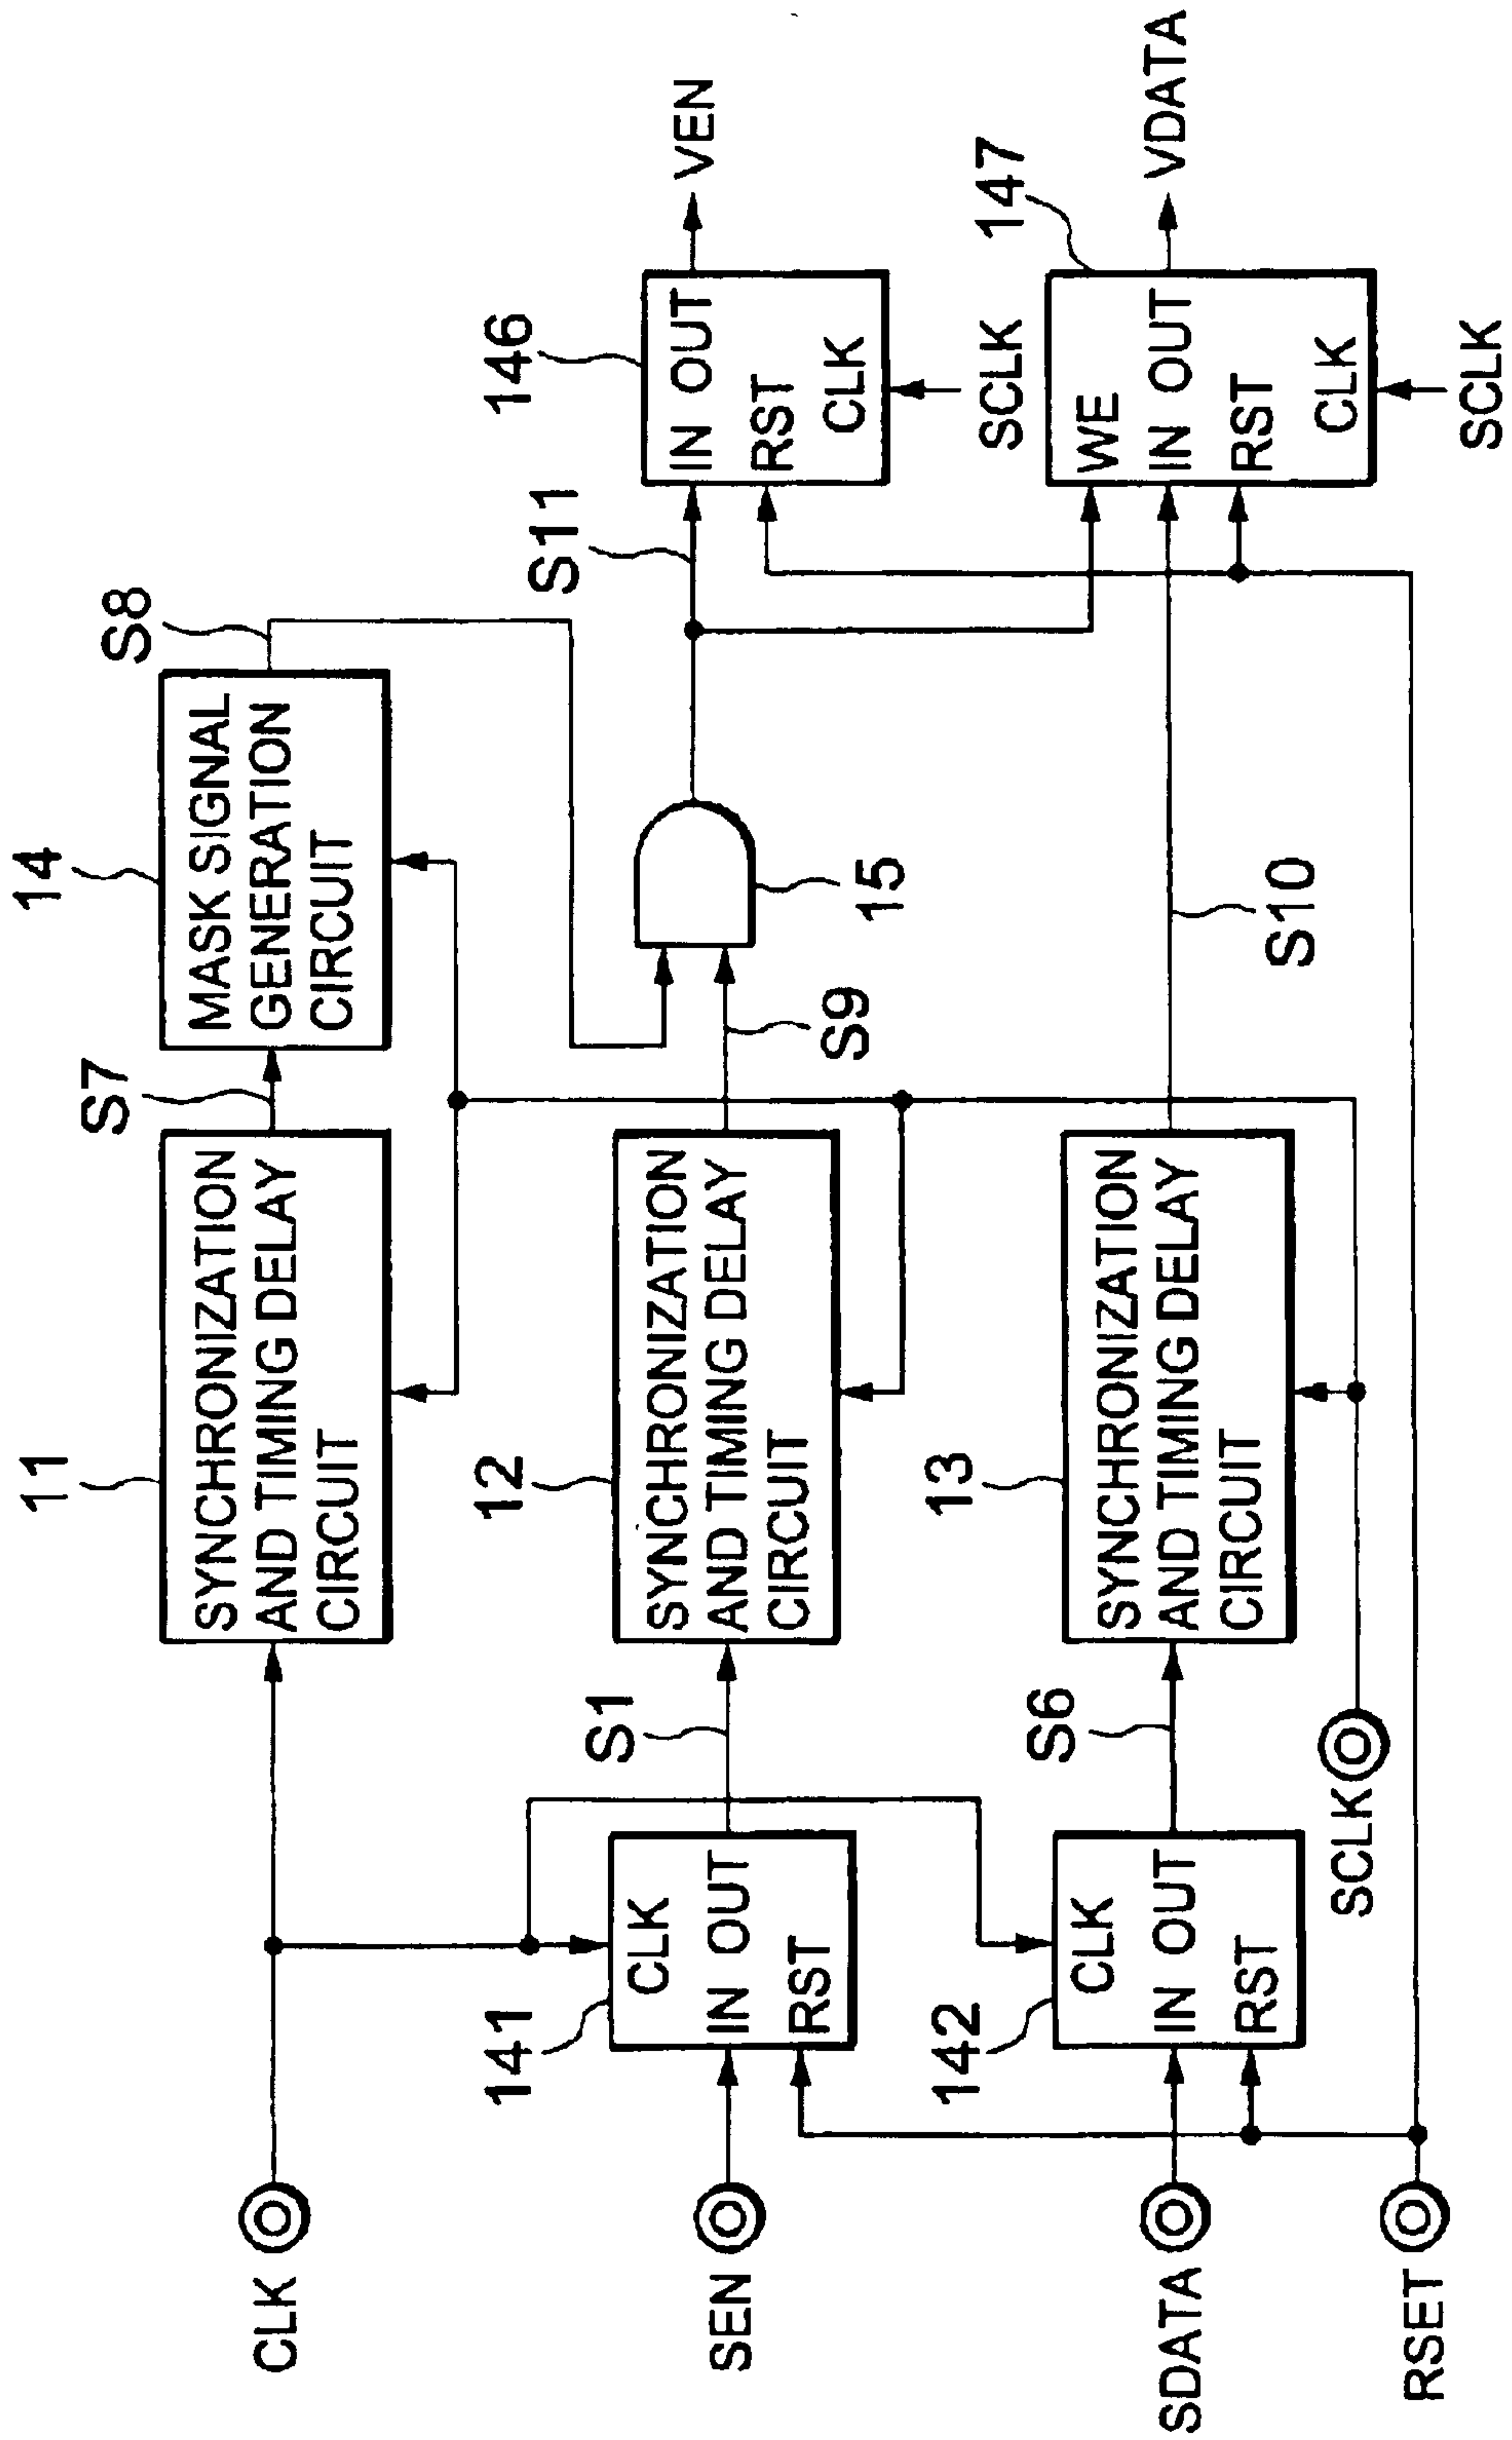 11
14
S7
S8
SYNCHRONIZATION
AND TIMING DELAY
CIRCUIT
MASK SIGNAL
GENERATION
CIRCUIT
CLK
141
CLK
IN OUT
RST
SEN
S1
12
SYNCHRONIZATION
AND TIMING DELAY
CIRCUIT
S9
15
S11
146
IN OUT
RST
CLK
SCLK
VEN
142
CLK
IN OUT
RST
SDATA
S6
13
SYNCHRONIZATION
AND TIMING DELAY
CIRCUIT
S10
147
WE
IN OUT
RST
CLK
SCLK
VDATA
SCLK
RSET